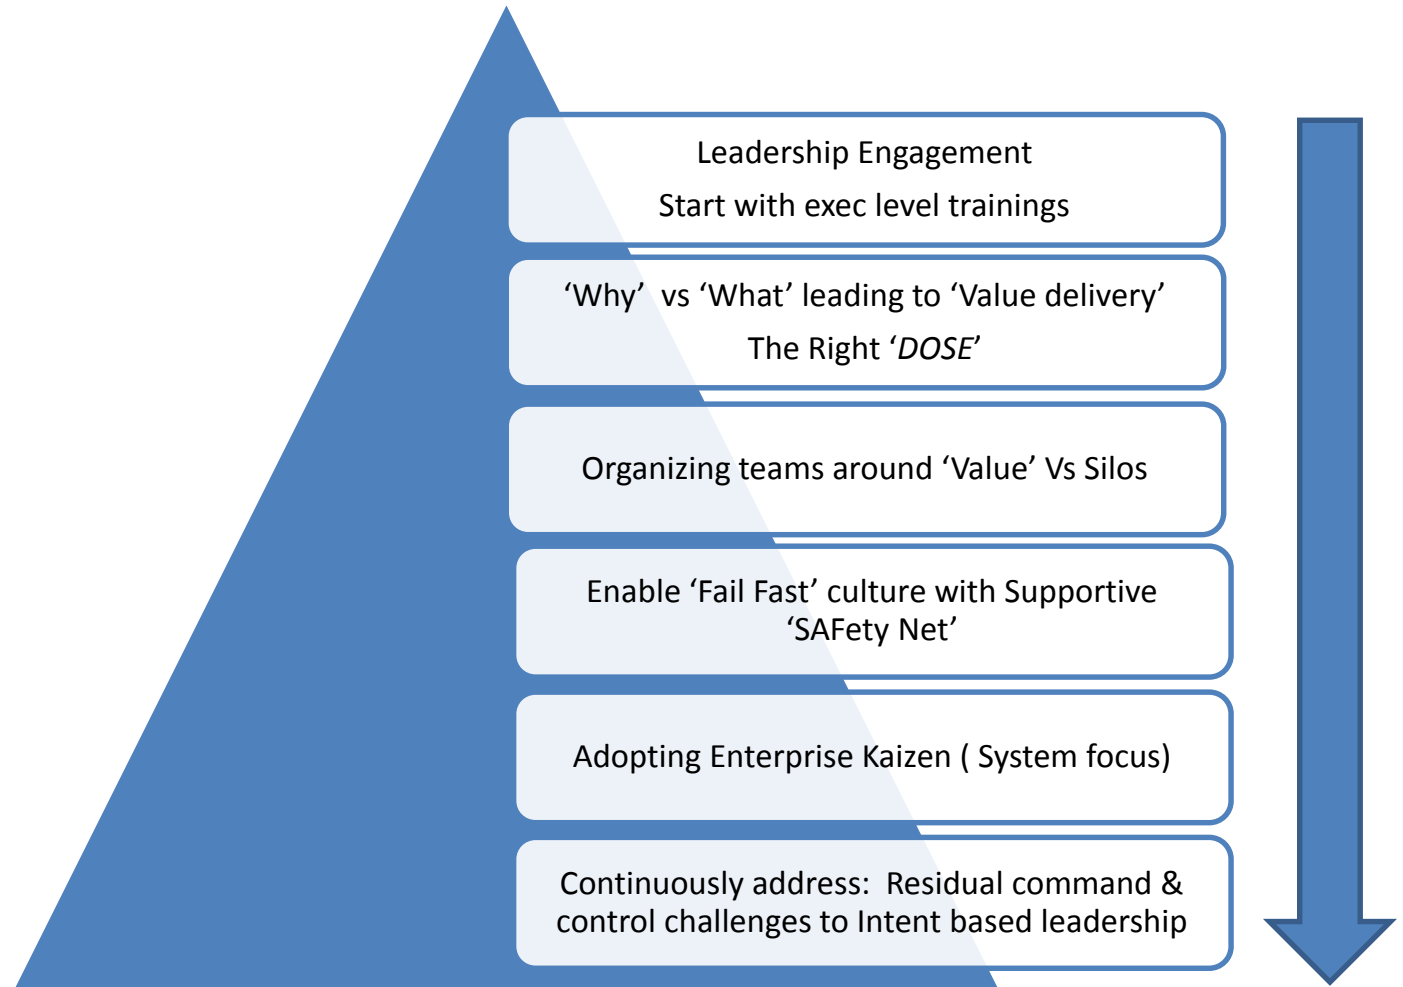 Leadership Engagement
Start with exec level trainings
‘Why’  vs ‘What’ leading to ‘Value delivery’
The Right ‘DOSE’
Organizing teams around ‘Value’ Vs Silos
Enable ‘Fail Fast’ culture with Supportive
‘SAFety Net’
Adopting Enterprise Kaizen ( System focus)
Continuously address:  Residual command &
control challenges to Intent based leadership